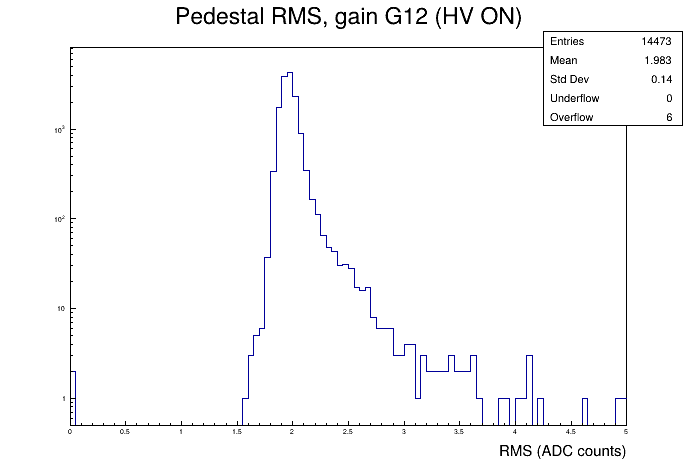 Pedestal RMS, gain G12 (HV ON)
Entries 14473
Mean 1.983
Std Dev 0.14
Underflow 0
Overflow 6
10³
10²
10
1
0 0.5 1 1.5 2 2.5 3 3.5 4 4.5 5
RMS (ADC counts)